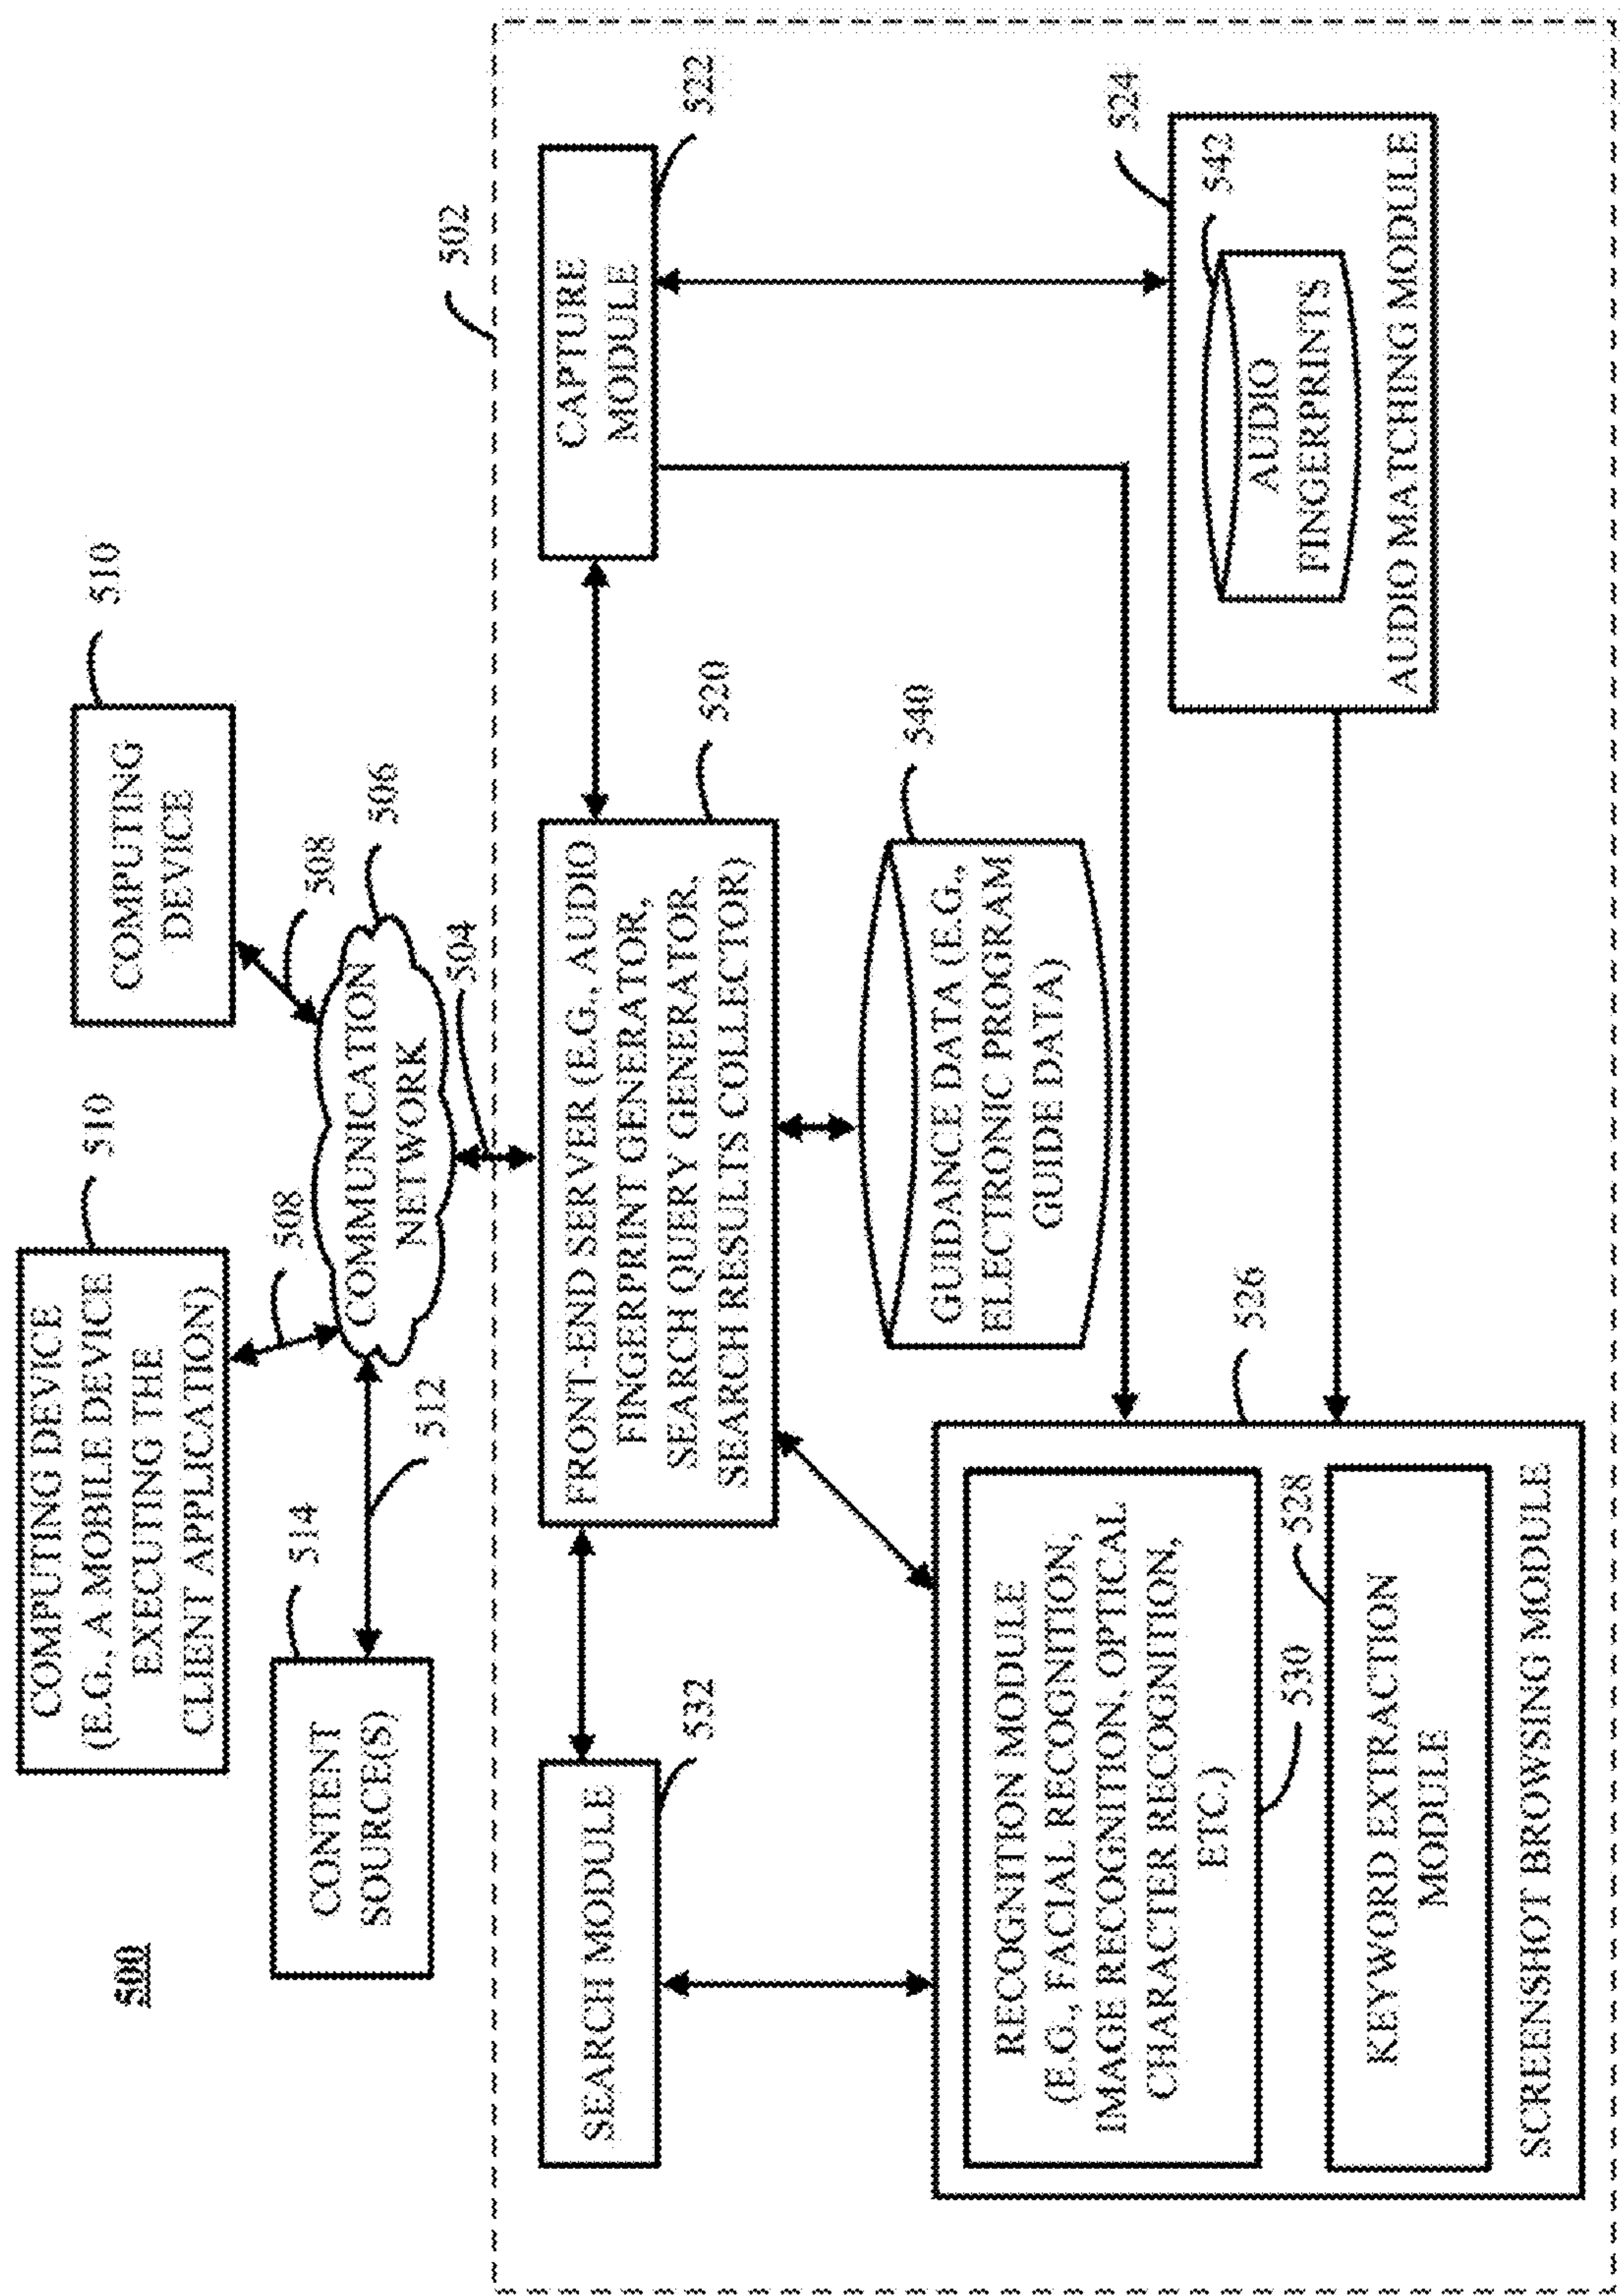 500
COMPUTING DEVICE
(E.G., A MOBILE DEVICE
EXECUTING THE
CLIENT APPLICATION)
510
COMPUTING
DEVICE
510
508
508
CONTENT
SOURCE(S)
514
512
COMMUNICATION
NETWORK
506
504
502
SEARCH MODULE
532
FRONT-END SERVER (E.G., AUDIO
FINGERPRINT GENERATOR,
SEARCH QUERY GENERATOR,
SEARCH RESULTS COLLECTOR)
520
CAPTURE
MODULE
522
GUIDANCE DATA (E.G.,
ELECTRONIC PROGRAM
GUIDE DATA)
540
RECOGNITION MODULE
(E.G., FACIAL RECOGNITION,
IMAGE RECOGNITION, OPTICAL
CHARACTER RECOGNITION,
ETC.)
530
528
KEYWORD EXTRACTION
MODULE
SCREENSHOT BROWSING MODULE
526
524
542
AUDIO
FINGERPRINTS
AUDIO MATCHING MODULE